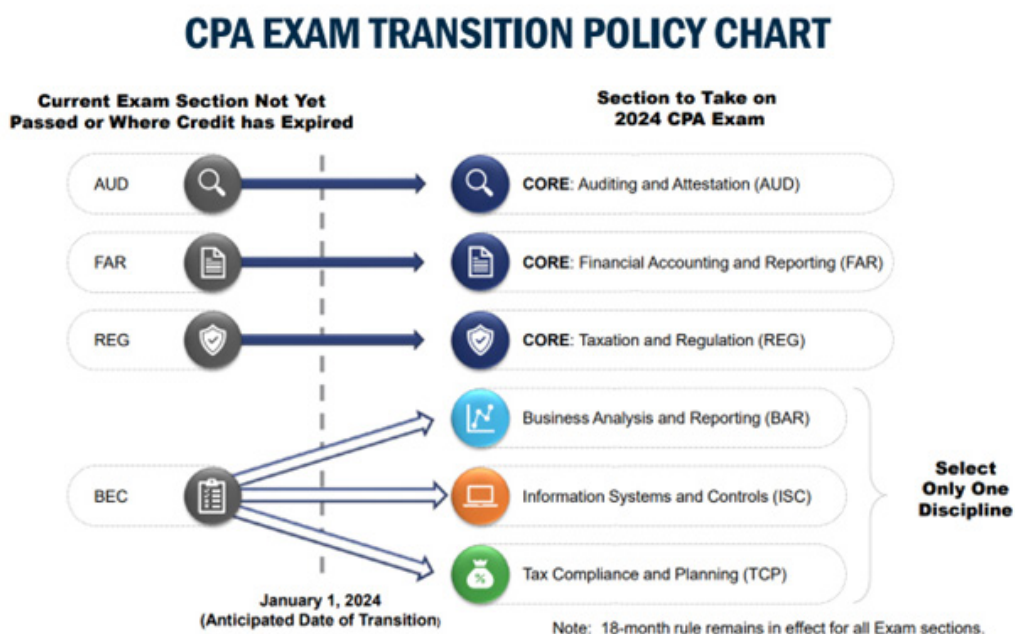 CPA EXAM TRANSITION POLICY CHART
Current Exam Section Not Yet
Passed or Where Credit has Expired
Section to Take on
2024 CPA Exam
AUD
CORE: Auditing and Attestation (AUD)
FAR
CORE: Financial Accounting and Reporting (FAR)
REG
CORE: Taxation and Regulation (REG)
BEC
Business Analysis and Reporting (BAR)
Information Systems and Controls (ISC)
%
Tax Compliance and Planning (TCP)
Select
Only One
Discipline
January 1, 2024
(Anticipated Date of Transition)
Note: 18-month rule remains in effect for all Exam sections.